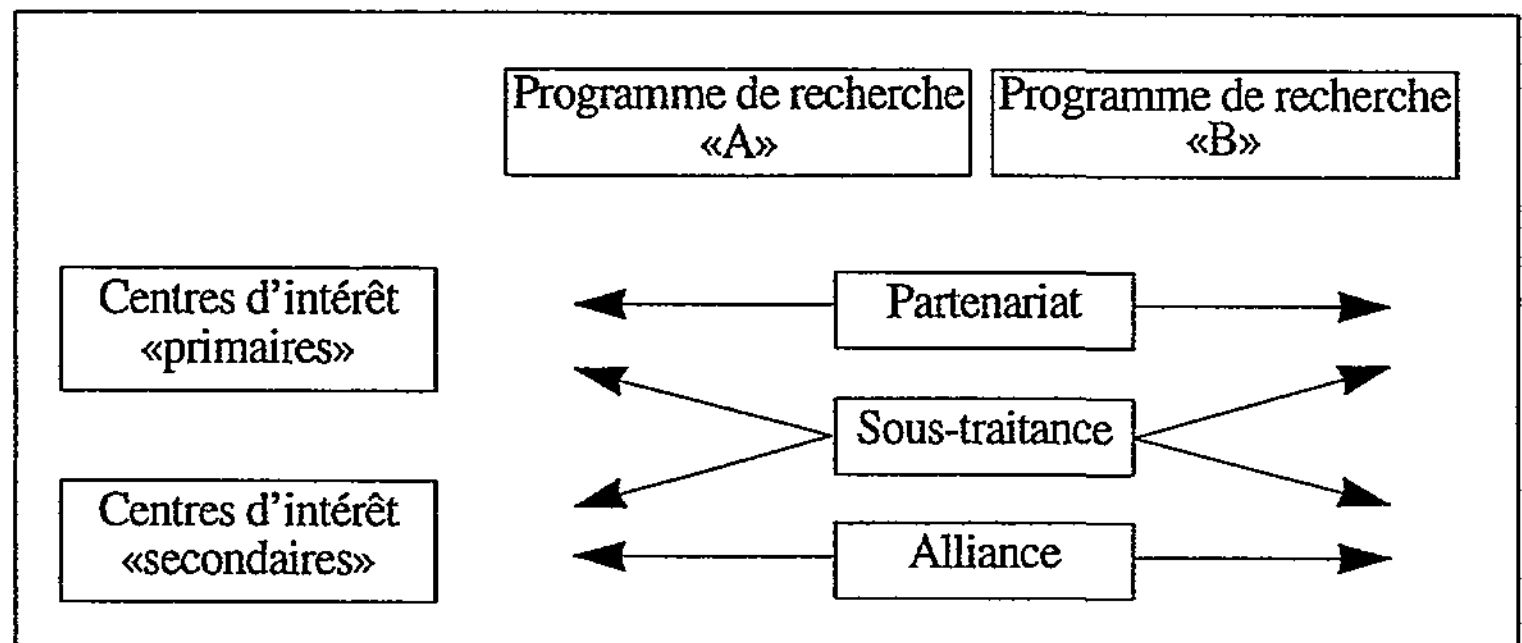 Programme de recherche
«A»
Programme de recherche
«B»
Centres d'intérêt
«primaires»
Partenariat
Sous-traitance
Centres d'intérêt
«secondaires»
Alliance